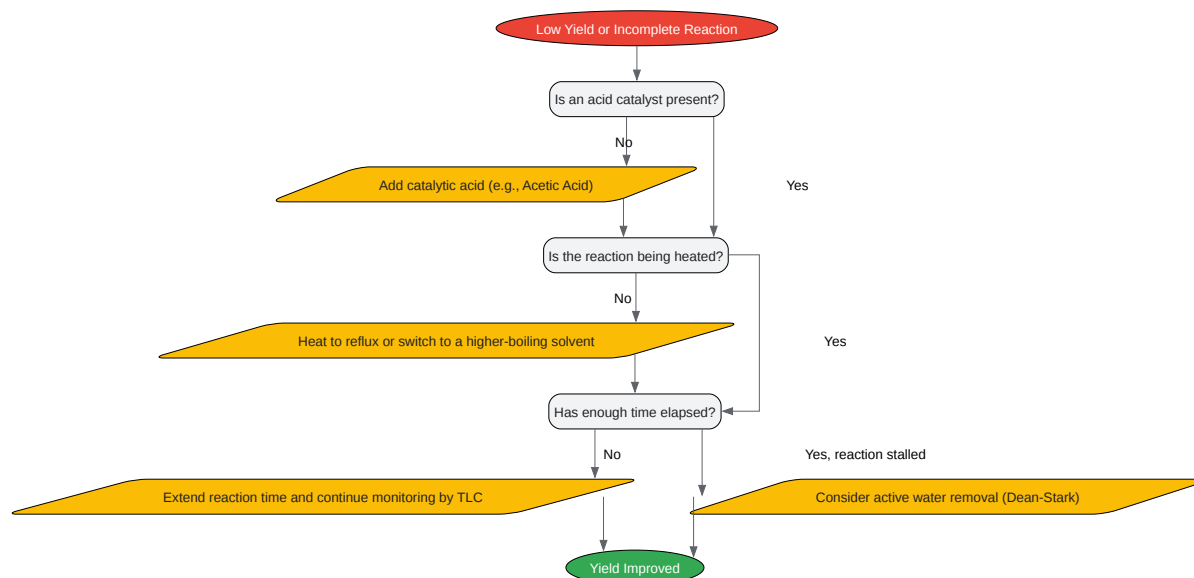 Low Yield or Incomplete Reaction
Is an acid catalyst present?
No
Add catalytic acid (e.g., Acetic Acid)
Yes
Is the reaction being heated?
No
Heat to reflux or switch to a higher-boiling solvent
Yes
Has enough time elapsed?
No
Yes, reaction stalled
Extend reaction time and continue monitoring by TLC
Consider active water removal (Dean-Stark)
Yield Improved